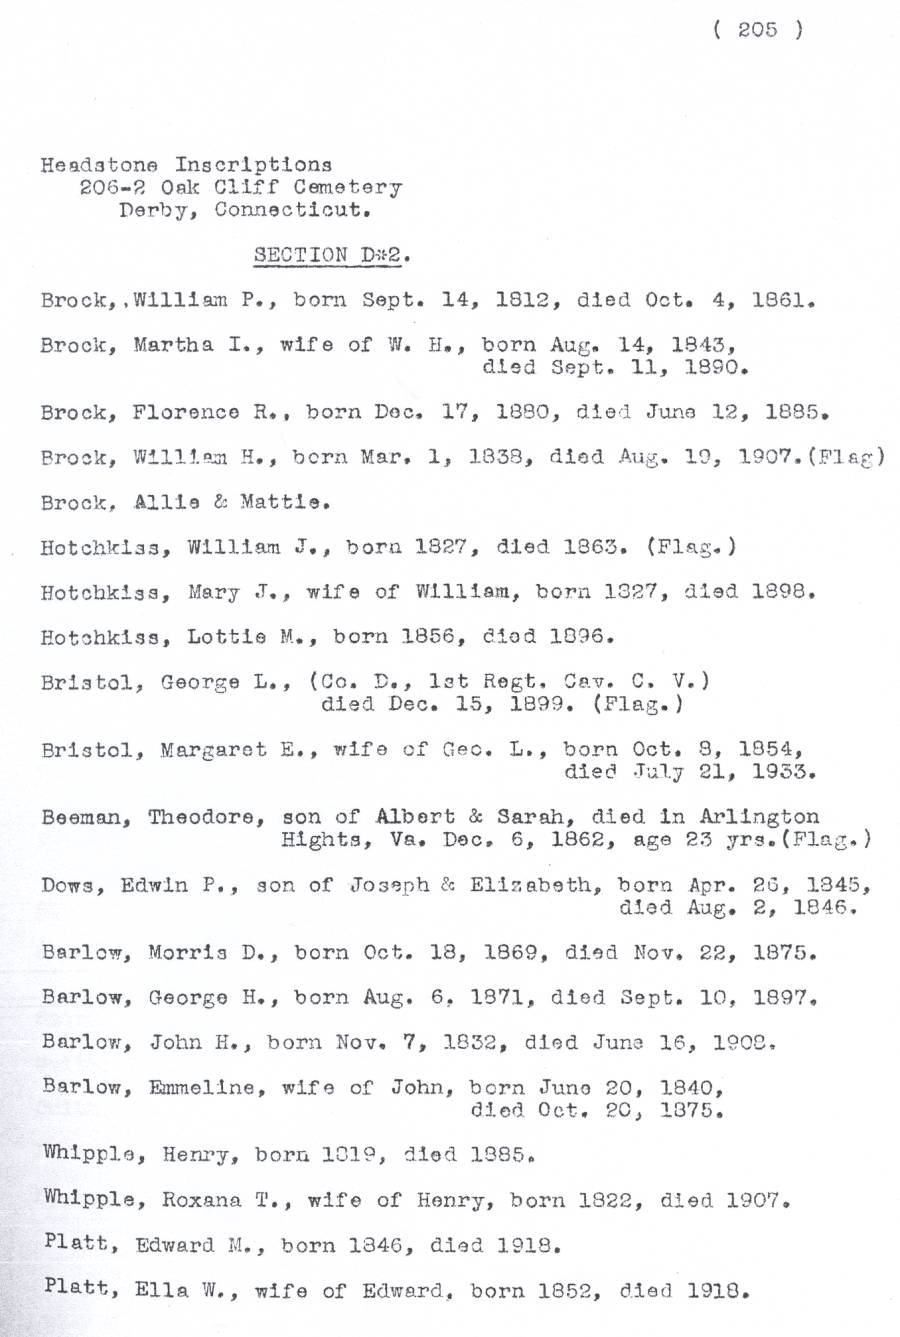 ( 205 )
Headstone Inscriptions
206-2 Oak Cliff Cemetery
Derby, Connecticut.
SECTION D#2.
Brock, William P., born Sept. 14, 1812, died Oct. 4, 1861.
Brock, Martha I., wife of W. H., born Aug. 14, 1843,
died Sept. 11, 1890.
Brock, Florence R., born Dec. 17, 1880, died June 12, 1885.
Brock, William H., born Mar. 1, 1838, died Aug. 19, 1907.(Flag)
Brock, Allie & Mattie.
Hotchkiss, William J., born 1827, died 1863. (Flag.)
Hotchkiss, Mary J., wife of William, born 1827, died 1898.
Hotchkiss, Lottie M., born 1856, died 1896.
Bristol, George L., (Co. D., 1st Regt. Cav. C. V.)
died Dec. 15, 1899. (Flag.)
Bristol, Margaret E., wife of Geo. L., born Oct. 8, 1854,
died July 21, 1933.
Beeman, Theodore, son of Albert & Sarah, died in Arlington
Hights, Va. Dec. 6, 1862, age 23 yrs.(Flag.)
Dows, Edwin P., son of Joseph & Elizabeth, born Apr. 26, 1845,
died Aug. 2, 1846.
Barlow, Morris D., born Oct. 18, 1869, died Nov. 22, 1875.
Barlow, George H., born Aug. 6, 1871, died Sept. 10, 1897.
Barlow, John H., born Nov. 7, 1832, died June 16, 1908.
Barlow, Emmeline, wife of John, born June 20, 1840,
died Oct. 20, 1875.
Whipple, Henry, born 1819, died 1885.
Whipple, Roxana T., wife of Henry, born 1822, died 1907.
Platt, Edward M., born 1846, died 1918.
Platt, Ella W., wife of Edward, born 1852, died 1918.